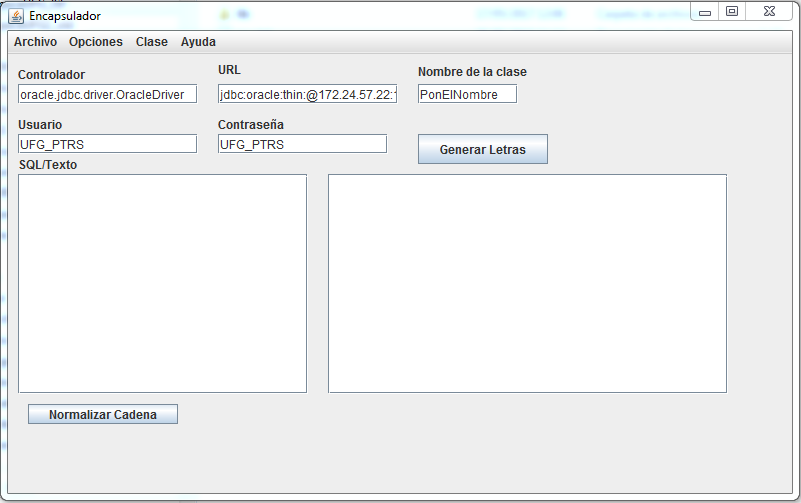 Encapsulador
Archivo Opciones Clase Ayuda
Controlador URL Nombre de la clase
oracle.jdbc.driver.OracleDriver jdbc:oracle:thin:@172.24.57.22: PonElNombre
Usuario Contraseña
UFG_PTRS UFG_PTRS Generar Letras
SQL/Texto
Normalizar Cadena